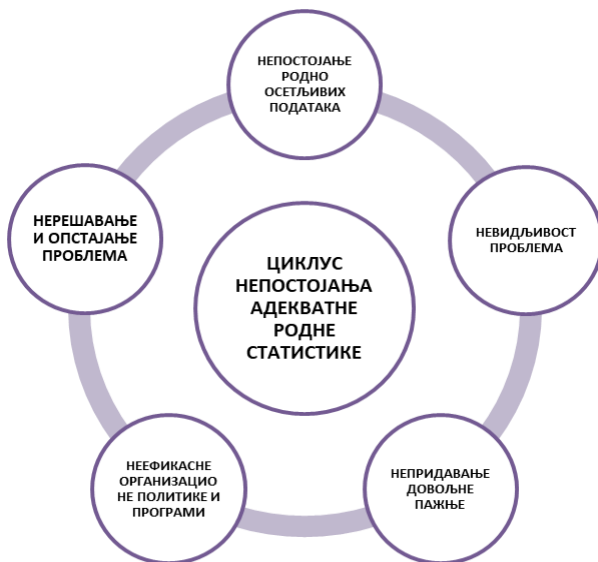 НЕПОСТОЈАЊЕ
РОДНО
ОСЕТЉИВИХ
ПОДАТАКА
НЕВИДЉИВОСТ
ПРОБЛЕМА
НЕПРИДАВАЊЕ
ДОВОЉНЕ
ПАЖЊЕ
НЕЕФИКАСНЕ
ОРГАНИЗАЦИО
НЕ ПОЛИТИКЕ И
ПРОГРАМИ
НЕРЕШАВАЊЕ
И ОПСТАЈАЊЕ
ПРОБЛЕМА
ЦИКЛУС
НЕПОСТОЈАЊА
АДЕКВАТНЕ
РОДНЕ
СТАТИСТИКЕ